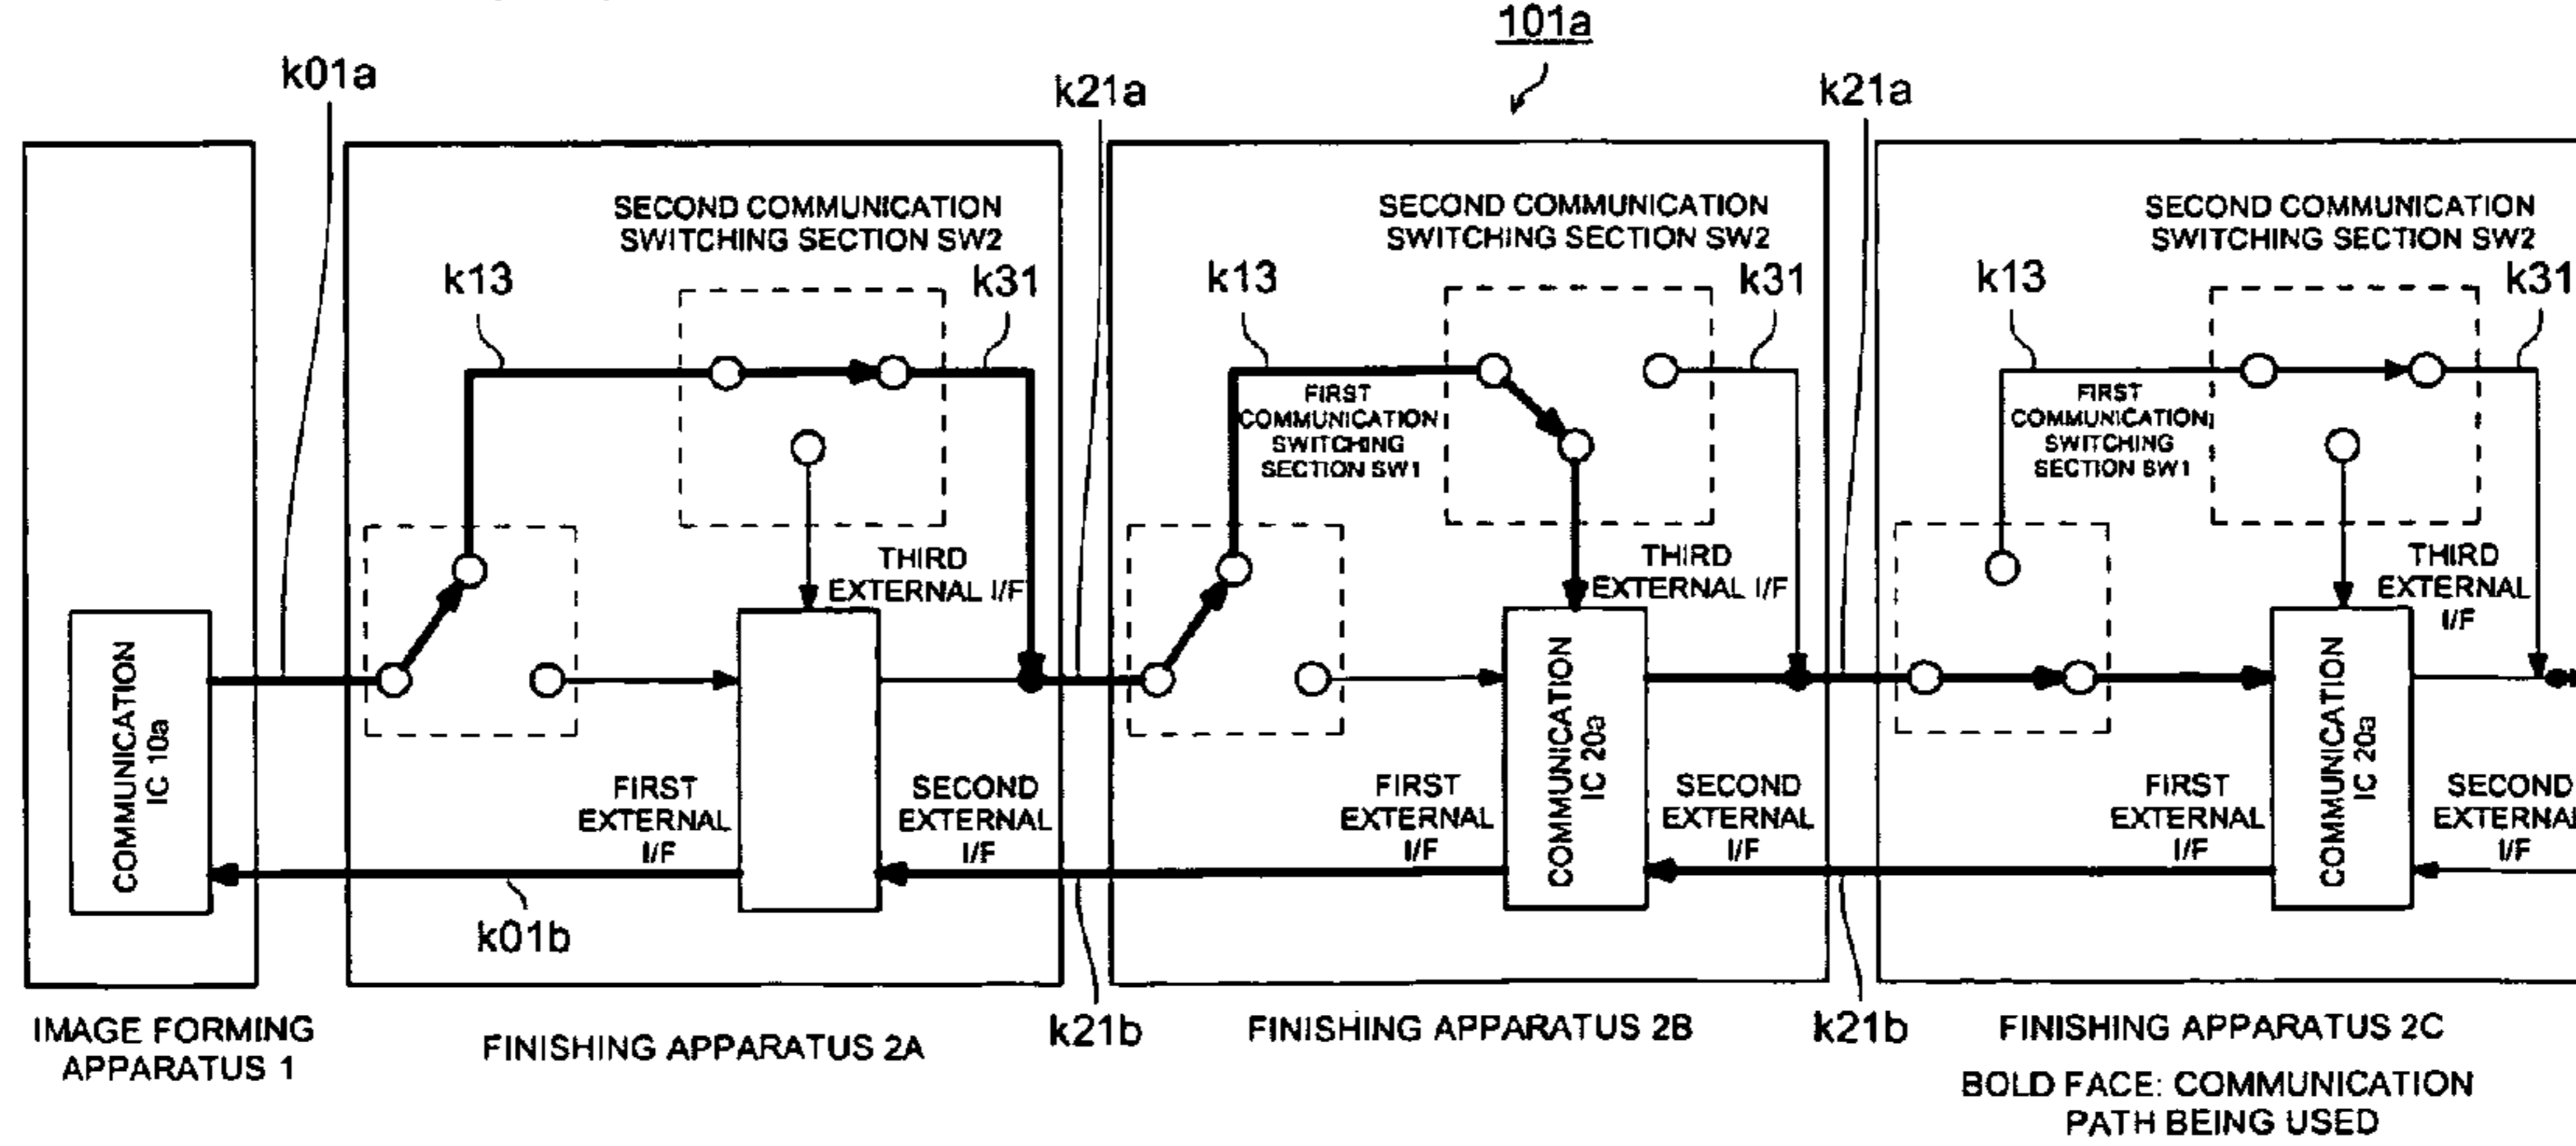 101a
k01a
k21a
k21a
SECOND COMMUNICATION
SWITCHING SECTION SW2
k13
k31
THIRD
EXTERNAL I/F
FIRST
EXTERNAL
I/F
SECOND
EXTERNAL
I/F
COMMUNICATION
IC 10a
k01b
SECOND COMMUNICATION
SWITCHING SECTION SW2
k13
k31
FIRST
COMMUNICATION
SWITCHING
SECTION SW1
THIRD
EXTERNAL I/F
COMMUNICATION
IC 20a
FIRST
EXTERNAL
I/F
SECOND
EXTERNAL
I/F
SECOND COMMUNICATION
SWITCHING SECTION SW2
k13
k31
FIRST
COMMUNICATION
SWITCHING
SECTION SW1
THIRD
EXTERNAL
I/F
COMMUNICATION
IC 20a
FIRST
EXTERNAL
I/F
SECOND
EXTERNAL
I/F
k21b
k21b
IMAGE FORMING
APPARATUS 1
FINISHING APPARATUS 2A
FINISHING APPARATUS 2B
FINISHING APPARATUS 2C
BOLD FACE: COMMUNICATION
PATH BEING USED